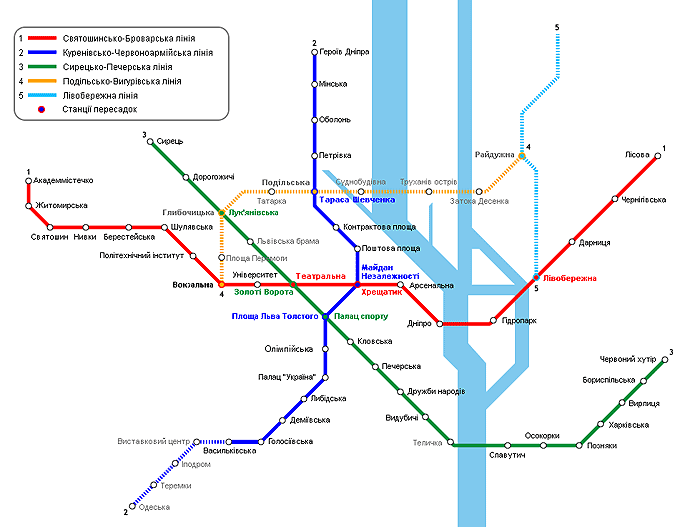 1 Святошинсько-Броварська лінія
2 Куренівсько-Червоноармійська лінія
3 Сирецько-Печерська лінія
4 Подільсько-Вигурівська лінія
5 Лівобережна лінія
Станції пересадок
5
2
Героїв Дніпра
Мінська
Оболонь
3
Сирець
Петрівка
Райдужна
4
Лісова
1
1
Академмістечко
Дорогожичі
Подільська
Суднобудівна
Труханів острів
Татарка
Тараса Шевченка
Затока Десенка
Чернігівська
Житомирська
Глибочицька
Лук'янівська
Святошин
Нивки
Берестейська
Шулявська
Контрактова площа
Львівська брама
Дарниця
Поштова площа
Політехнічний інститут
Площа Перемоги
Майдан
Незалежності
Університет
Театральна
Лівобережна
Вокзальна
4
Золоті Ворота
Хрещатик
Арсенальна
5
Площа Льва Толстого
Палац спорту
Дніпро
Гідропарк
Кловська
Олімпійська
Червоний хутір
3
Печерська
Палац "Україна"
Бориспільська
Дружби народів
Либідська
Вирлиця
Видубичі
Деміївська
Харківська
Виставковий центр
Голосіївська
Теличка
Осокорки
Васильківська
Славутич
Позняки
Іподром
Теремки
2
Одеська